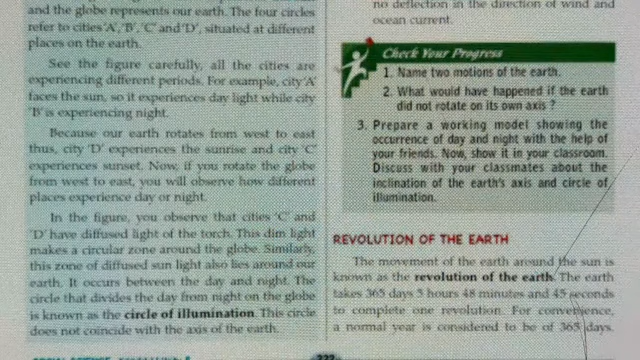 and the globe represents our earth. The four circles
refer to cities 'A', 'B', 'C' and 'D', situated at different
places on the earth.
See the figure carefully, all the cities are
experiencing different periods. For example, city 'A'
faces the sun, so it experiences day light while city
'B' is experiencing night.
Because our earth rotates from west to east
thus, city 'D' experiences the sunrise and city 'C'
experiences sunset. Now, if you rotate the globe
from west to east, you will observe how different
places experience day or night.
In the figure, you observe that cities 'C' and
'D' have diffused light of the torch. This dim light
makes a circular zone around the globe. Similarly,
this zone of diffused sun light also lies around our
earth. It occurs between the day and night. The
circle that divides the day from night on the globe
is known as the circle of illumination. This circle
does not coincide with the axis of the earth.
no deflection in the direction of wind and
ocean current.
Check Your Progress
1. Name two motions of the earth.
2. What would have happened if the earth
did not rotate on its own axis ?
3. Prepare a working model showing the
occurrence of day and night with the help of
your friends. Now, show it in your classroom.
Discuss with your classmates about the
inclination of the earth's axis and circle of
illumination.
REVOLUTION OF THE EARTH
The movement of the earth around the sun is
known as the revolution of the earth. The earth
takes 365 days 5 hours 48 minutes and 45 seconds
to complete one revolution. For convenience,
a normal year is considered to be of 365 days.
222